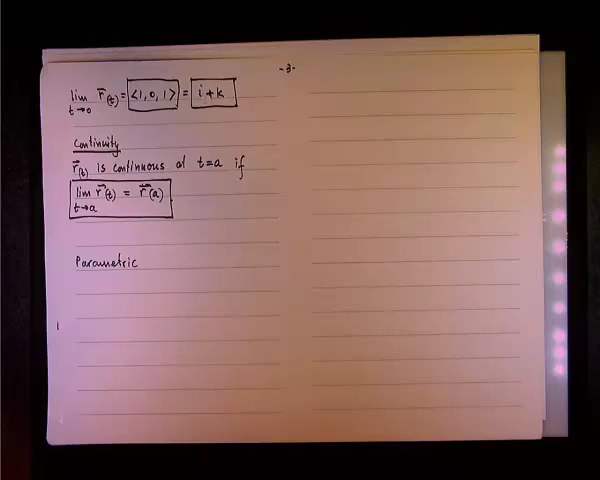 -3-
lim r⃗(t) = <1, 0, 1> = i + k
t→0
Continuity
r⃗(t) is continuous at t=a if
lim r⃗(t) = r⃗(a)
t→a
Parametric